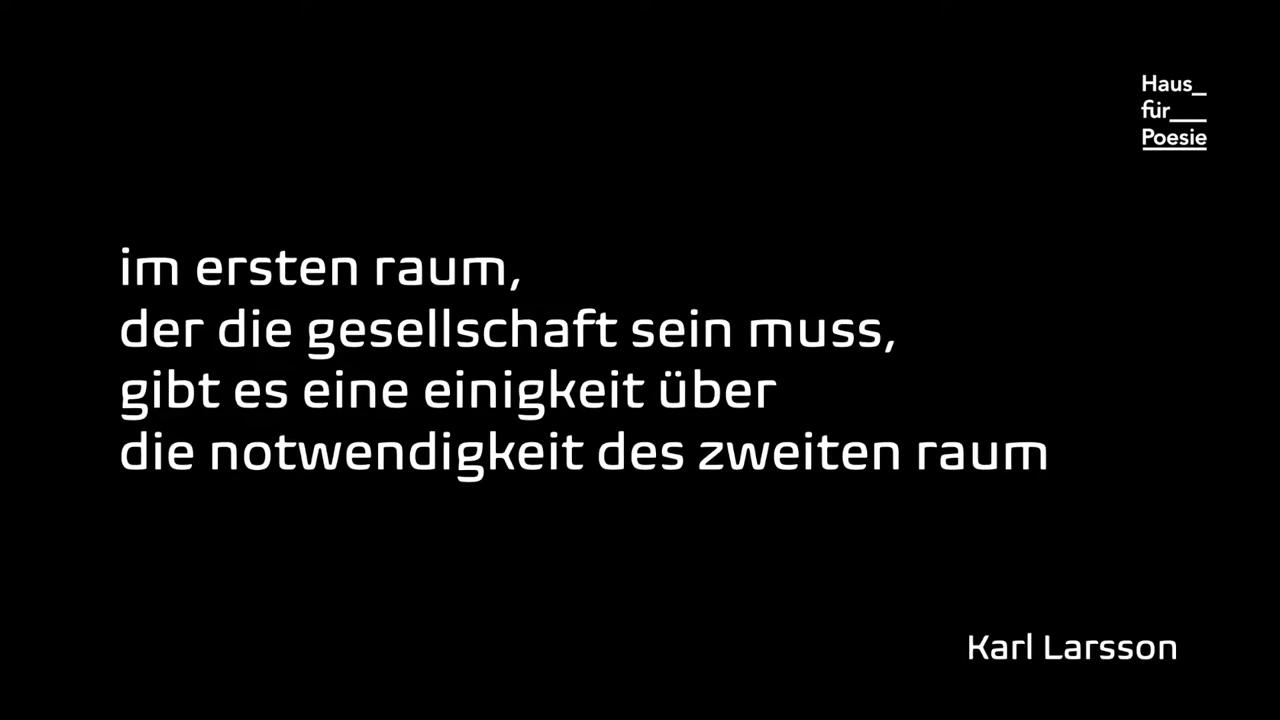 Haus_
für__
Poesie
im ersten raum,
der die gesellschaft sein muss,
gibt es eine einigkeit über
die notwendigkeit des zweiten raum
Karl Larsson